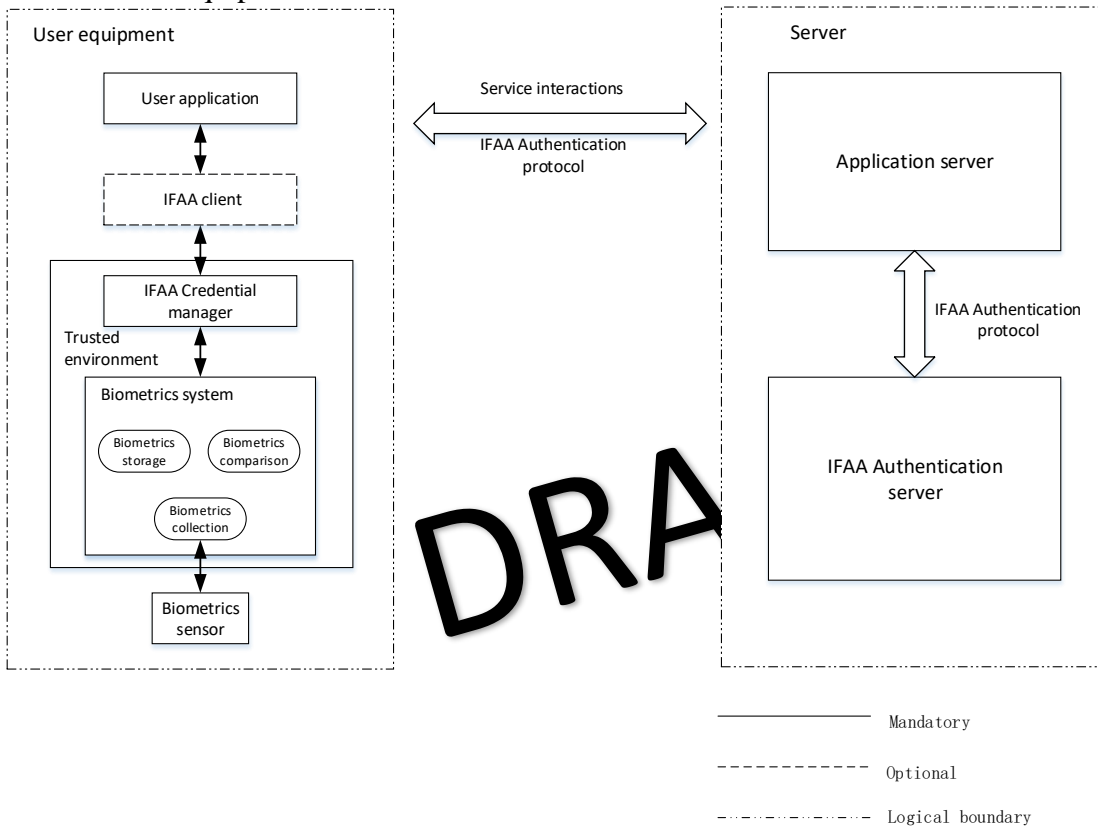 User equipment
User application
IFAA client
IFAA Credential
manager
Trusted
environment
Biometrics system
Biometrics
storage
Biometrics
comparison
Biometrics
collection
Biometrics
sensor
Service interactions
IFAA Authentication
protocol
DRA
Server
Application server
IFAA Authentication
protocol
IFAA Authentication
server
Mandatory
Optional
Logical boundary